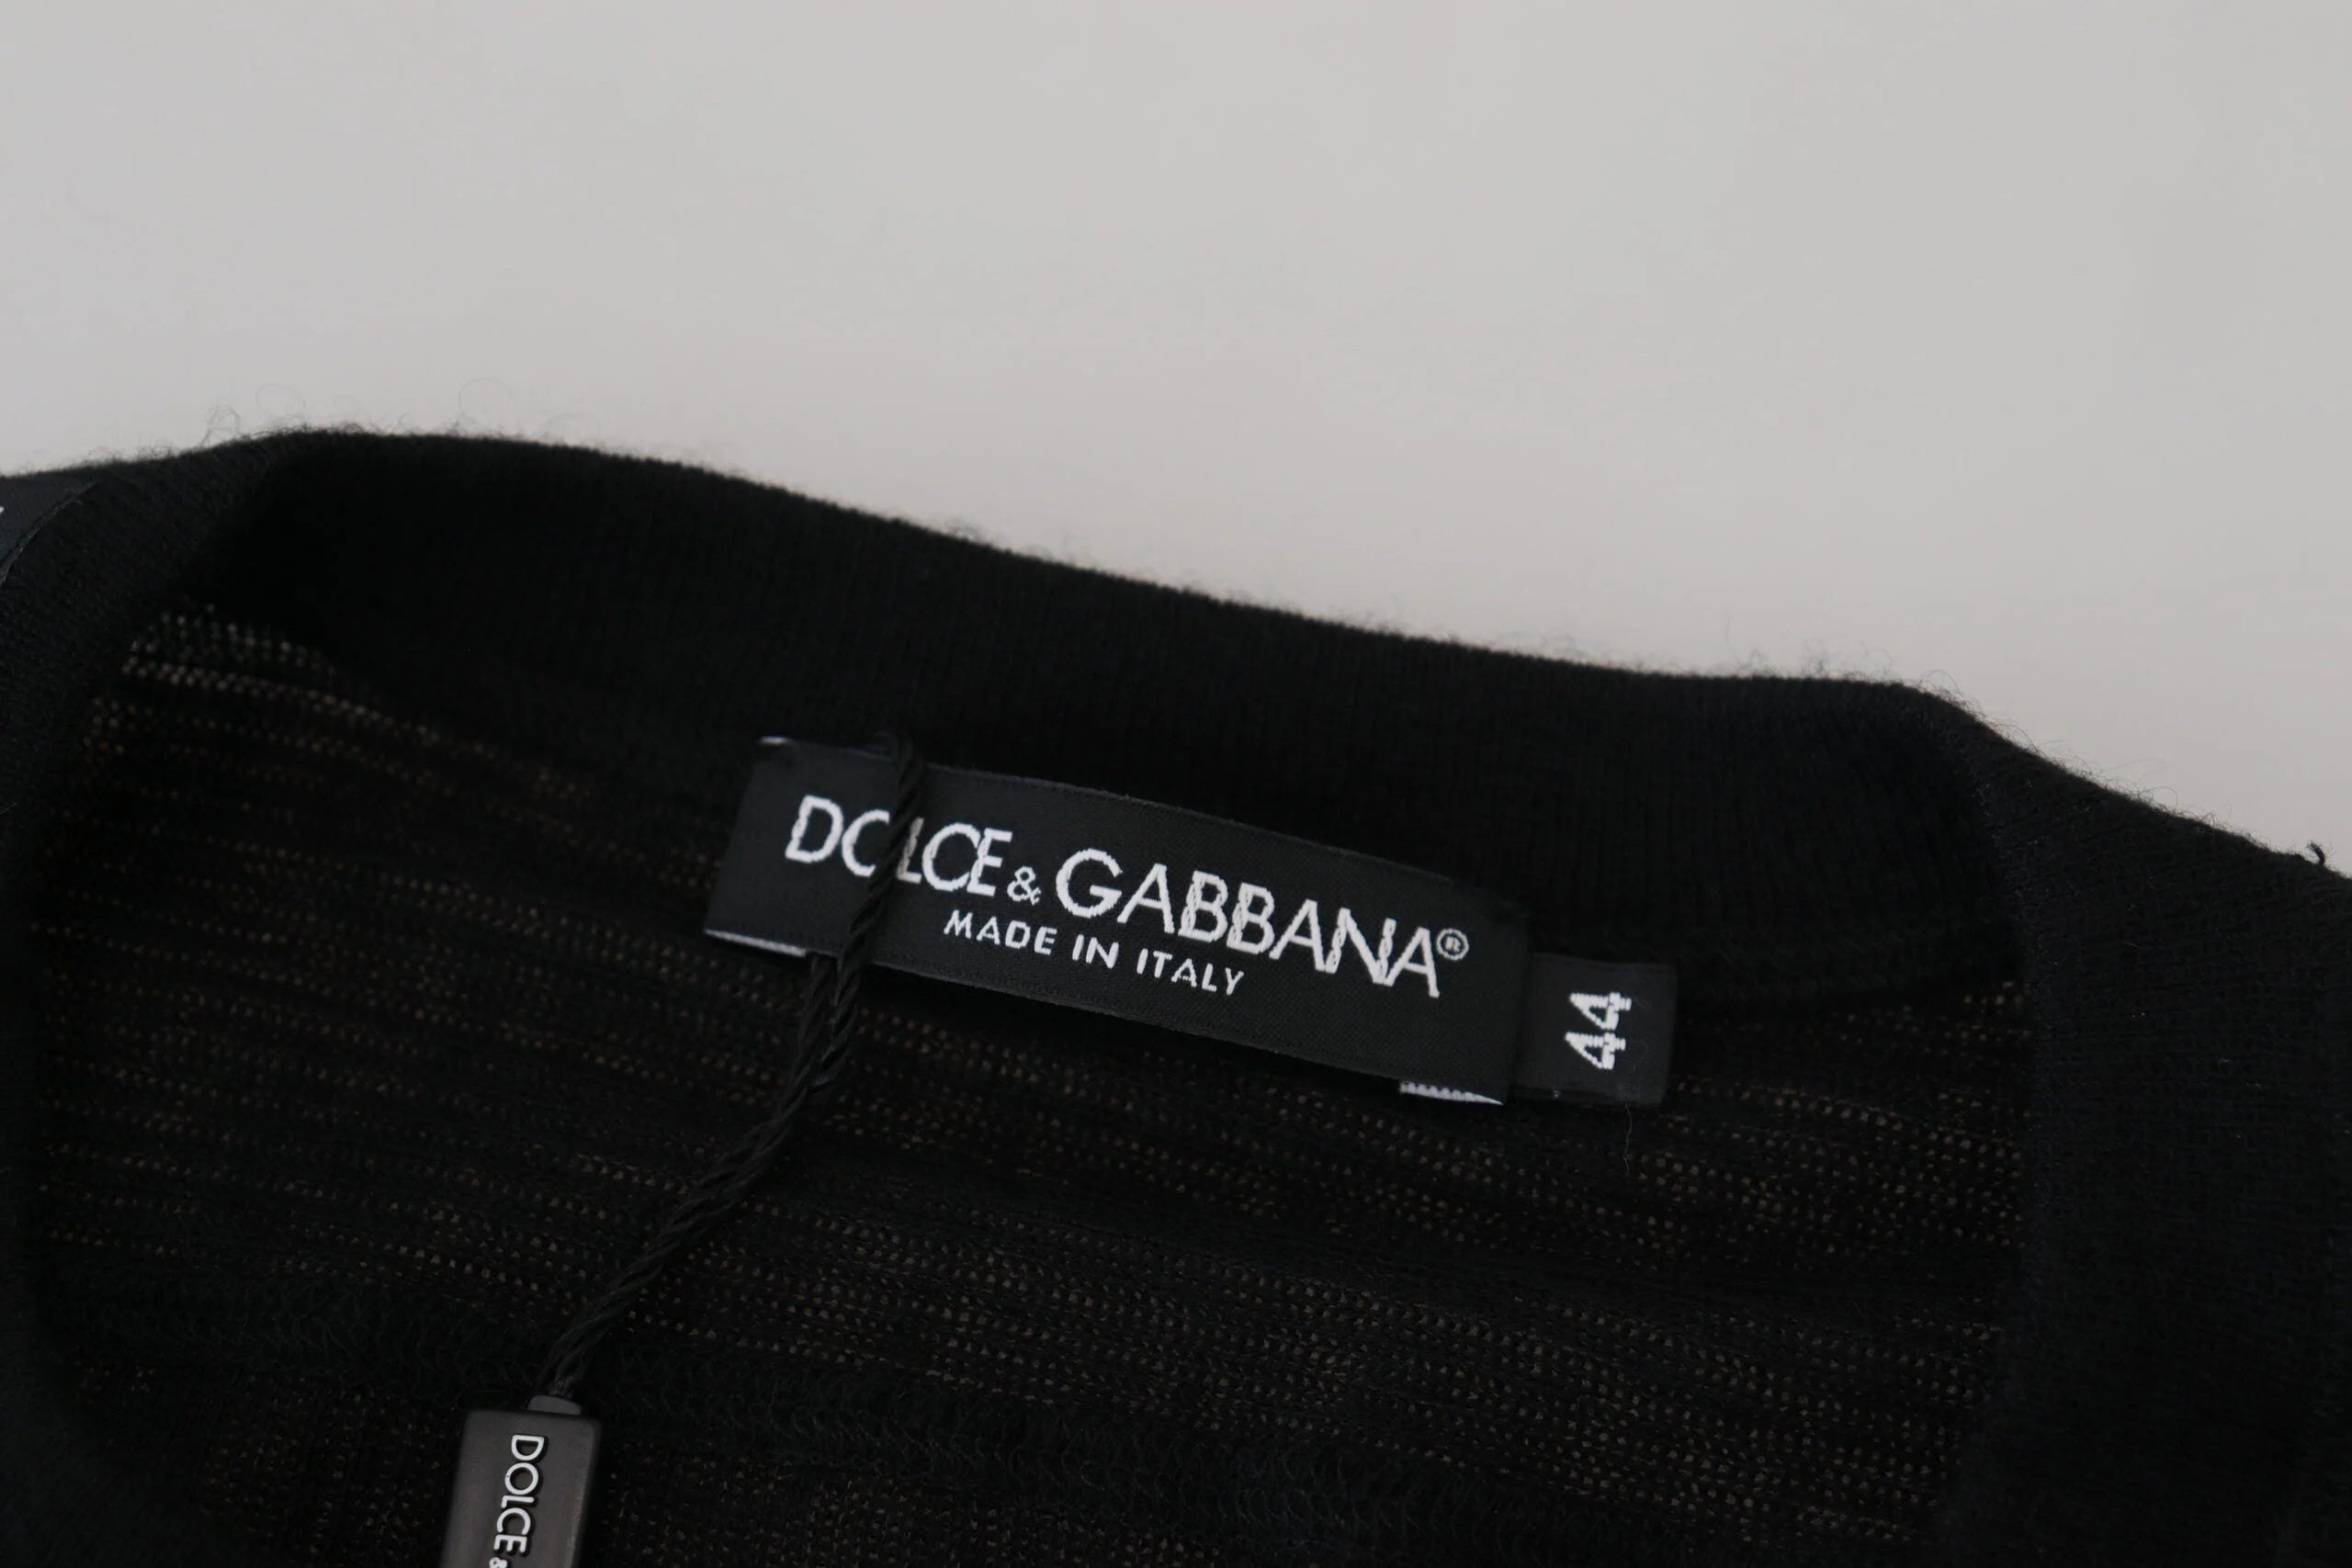 DOLCE & GABBANA®
MADE IN ITALY
44
DOLCE &